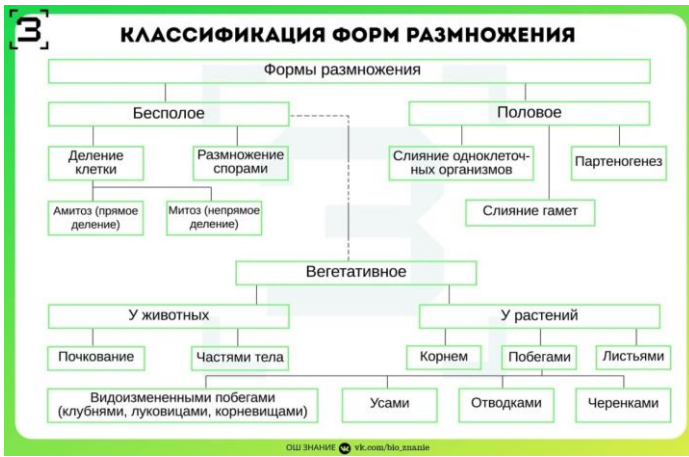 З
КЛАССИФИКАЦИЯ ФОРМ РАЗМНОЖЕНИЯ
Формы размножения
Бесполое
Половое
Деление
клетки
Размножение
спорами
Слияние одноклеточ-
ных организмов
Партеногенез
Амитоз (прямое
деление)
Митоз (непрямое
деление)
Слияние гамет
Вегетативное
У животных
У растений
Почкование
Частями тела
Корнем
Побегами
Листьями
Видоизмененными побегами
(клубнями, луковицами, корневищами)
Усами
Отводками
Черенками
ОШ ЗНАНИЕ vk.com/bio_znanie